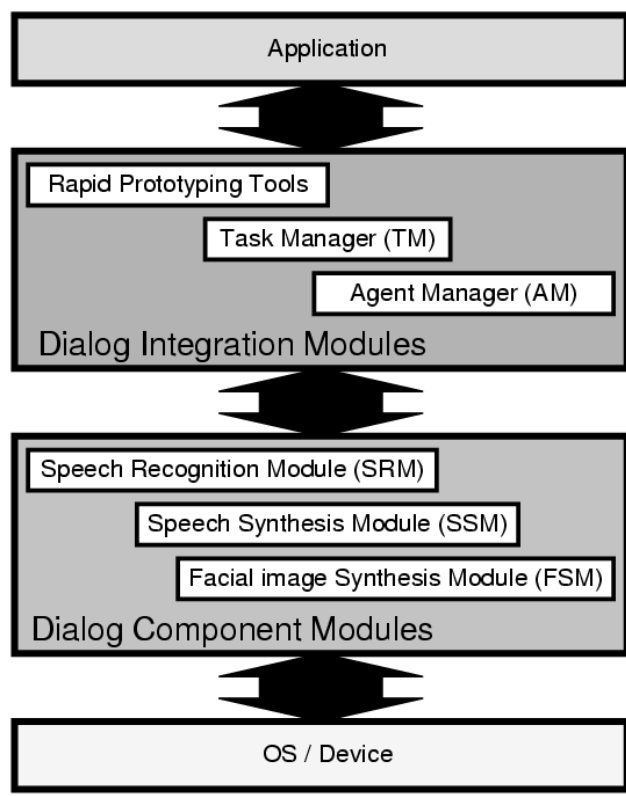 Application
Rapid Prototyping Tools
Task Manager (TM)
Agent Manager (AM)
Dialog Integration Modules
Speech Recognition Module (SRM)
Speech Synthesis Module (SSM)
Facial image Synthesis Module (FSM)
Dialog Component Modules
OS / Device